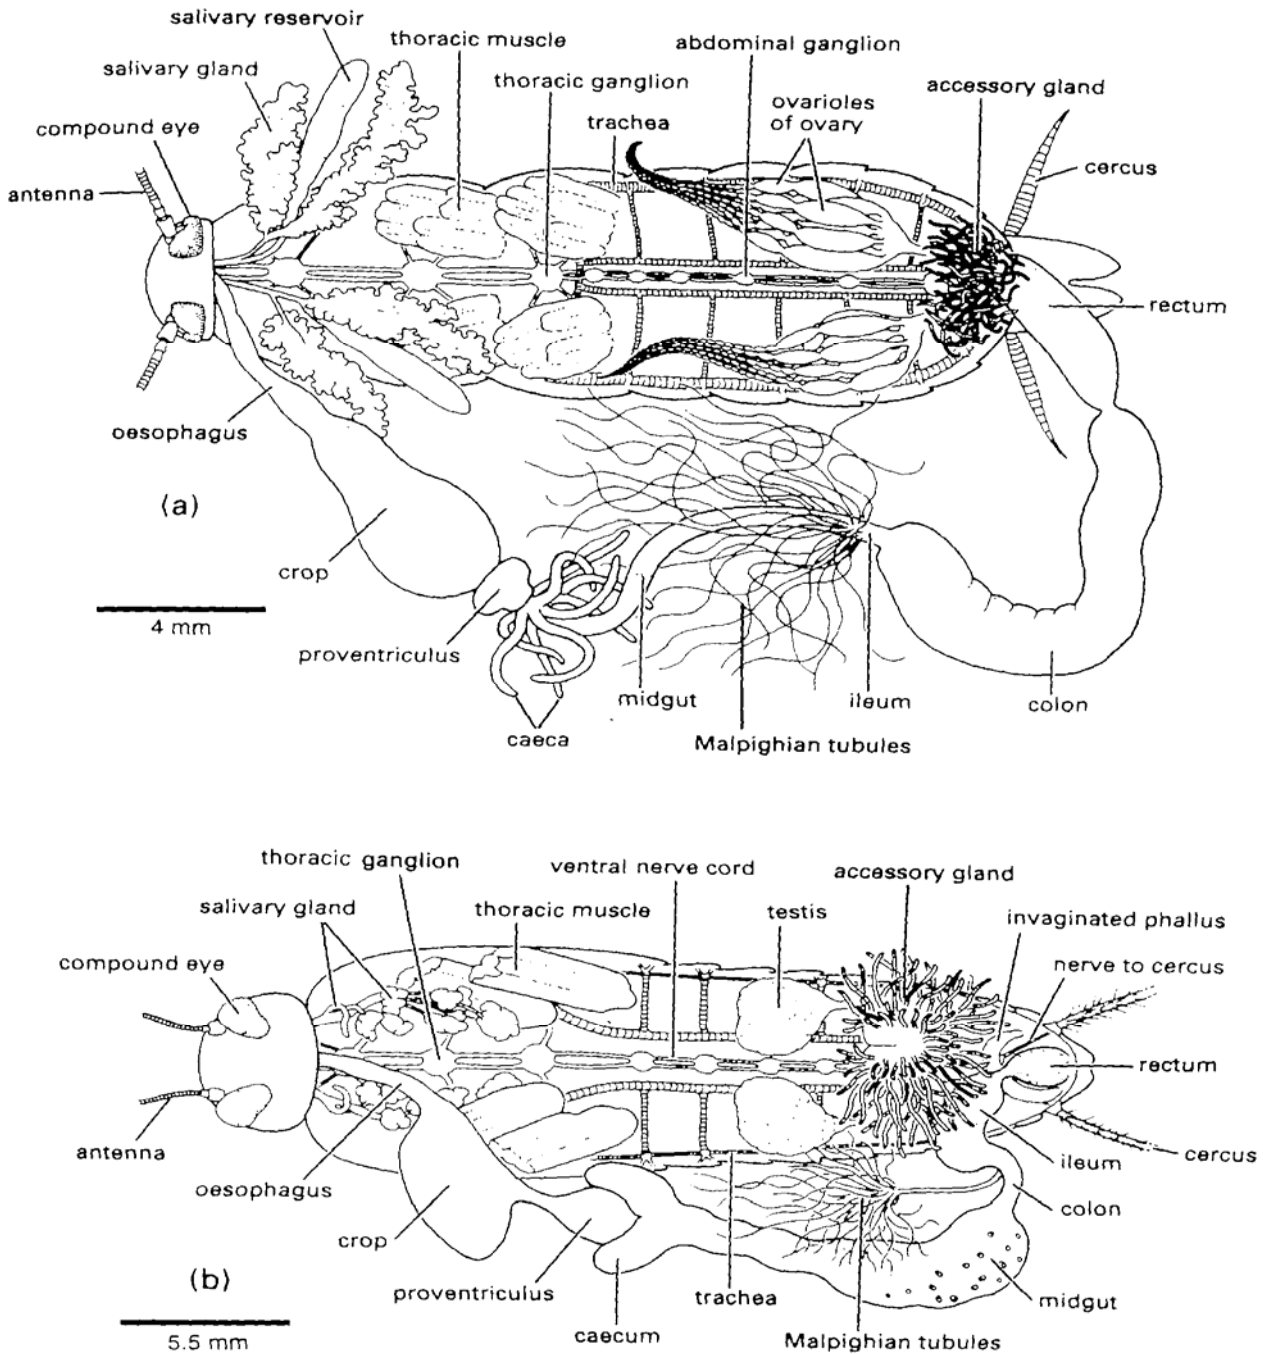 salivary reservoir
thoracic muscle
abdominal ganglion
salivary gland
thoracic ganglion
accessory gland
ovarioles
of ovary
compound eye
trachea
cercus
antenna
rectum
oesophagus
(a)
crop
4 mm
proventriculus
midgut
ileum
colon
caeca
Malpighian tubules
thoracic ganglion
ventral nerve cord
accessory gland
salivary gland
thoracic muscle
testis
invaginated phallus
compound eye
nerve to cercus
rectum
antenna
cercus
ileum
oesophagus
colon
crop
(b)
proventriculus
trachea
midgut
caecum
Malpighian tubules
5.5 mm